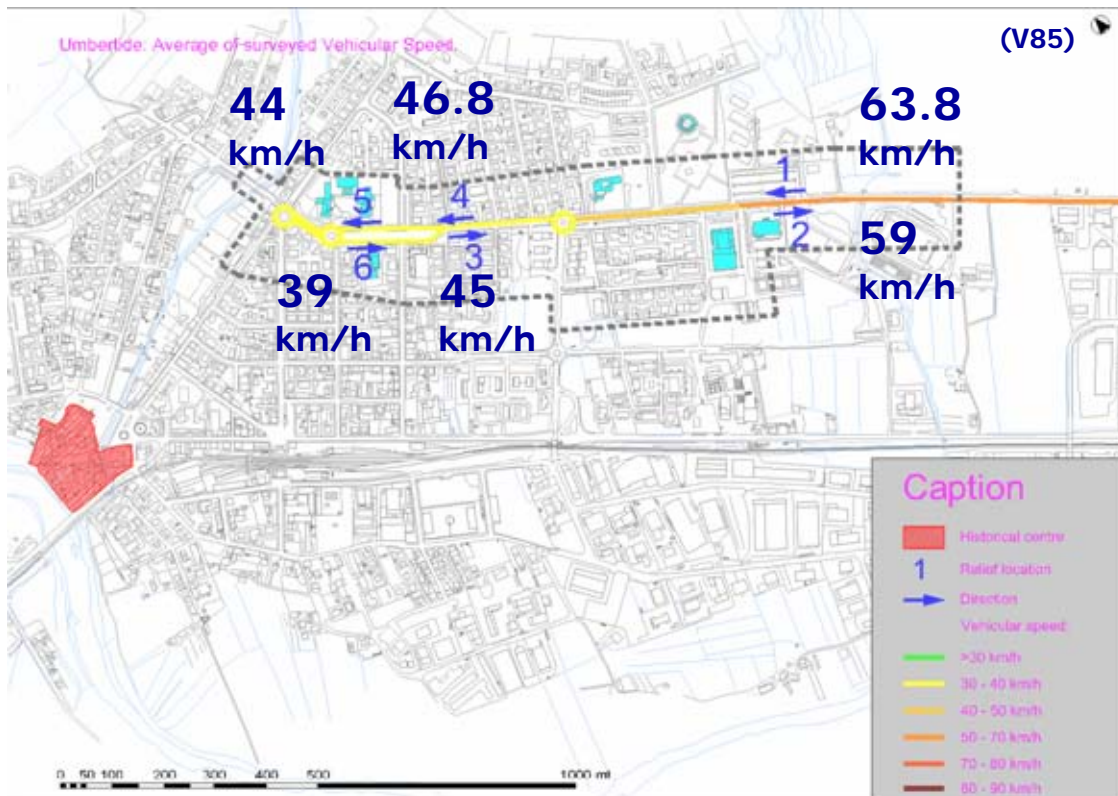 Umbertide: Average of surveyed Vehicular Speed.
(V85)
44
km/h
46.8
km/h
63.8
km/h
1
5
4
2
6
3
39
km/h
45
km/h
59
km/h
Caption
Historical centre
1 Relief location
Direction
Vehicular speed:
>30 km/h
30 - 40 km/h
40 - 50 km/h
50 - 70 km/h
70 - 80 km/h
80 - 90 km/h
0 50 100 200 300 400 500 1000 mt